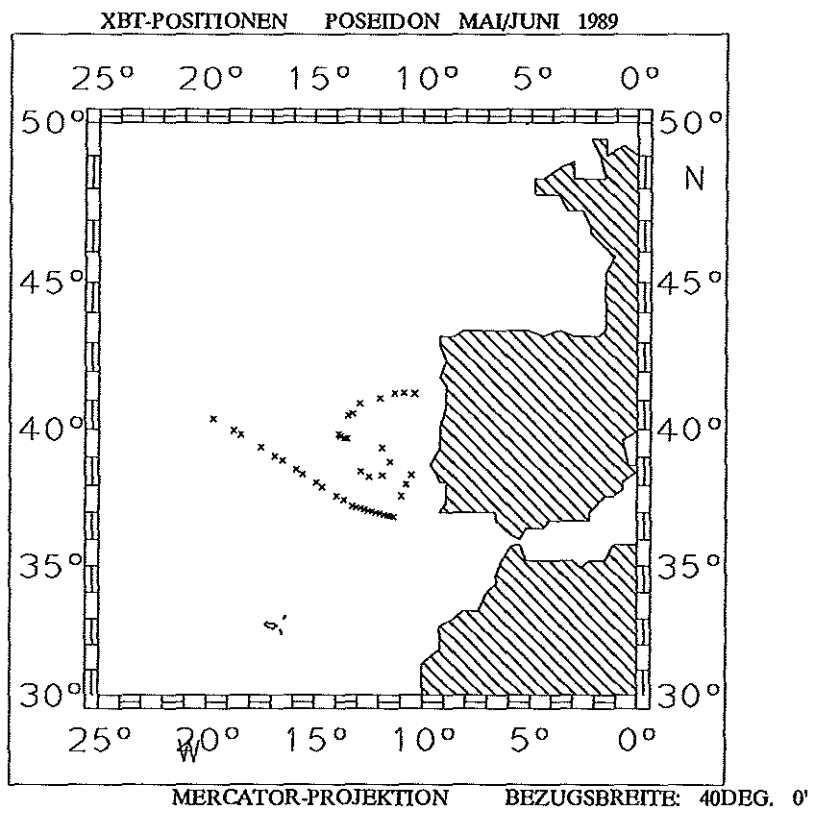 XBT-POSITIONEN POSEIDON MAI/JUNI 1989
25° 20° 15° 10° 5° 0°
50° 50°
N
45° 45°
40° 40°
35° 35°
30° 30°
25° 20° 15° 10° 5° 0°
W
MERCATOR-PROJEKTION BEZUGSBREITE: 40DEG. 0'